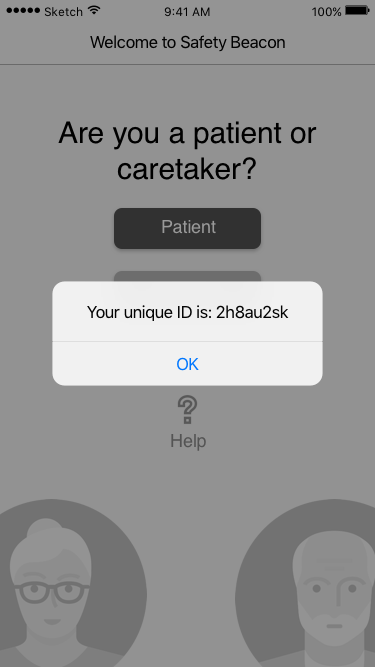 Sketch 9:41 AM 100%
Welcome to Safety Beacon
Are you a patient or
caretaker?
Patient
Your unique ID is: 2h8au2sk
OK
?
Help